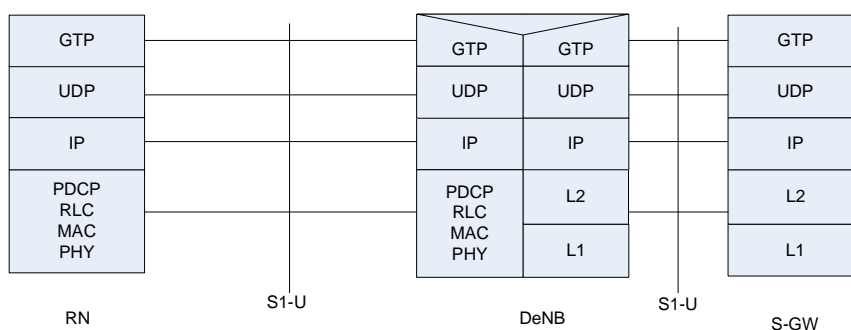 GTP
UDP
IP
PDCP
RLC
MAC
PHY
RN
S1-U
GTP GTP
UDP UDP
IP IP
PDCP
RLC
MAC
PHY
L2
L1
DeNB
S1-U
GTP
UDP
IP
L2
L1
S-GW